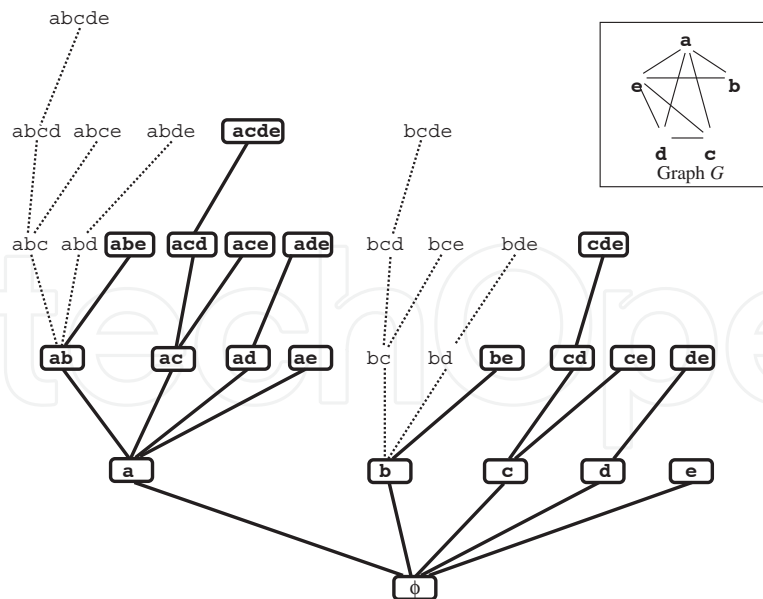 abcde
abcd abce abde acde bcde
abc abd abe acd ace ade bcd bce bde cde
ab ac ad ae bc bd be cd ce de
a b c d e
ϕ
a
e b
d c
Graph G